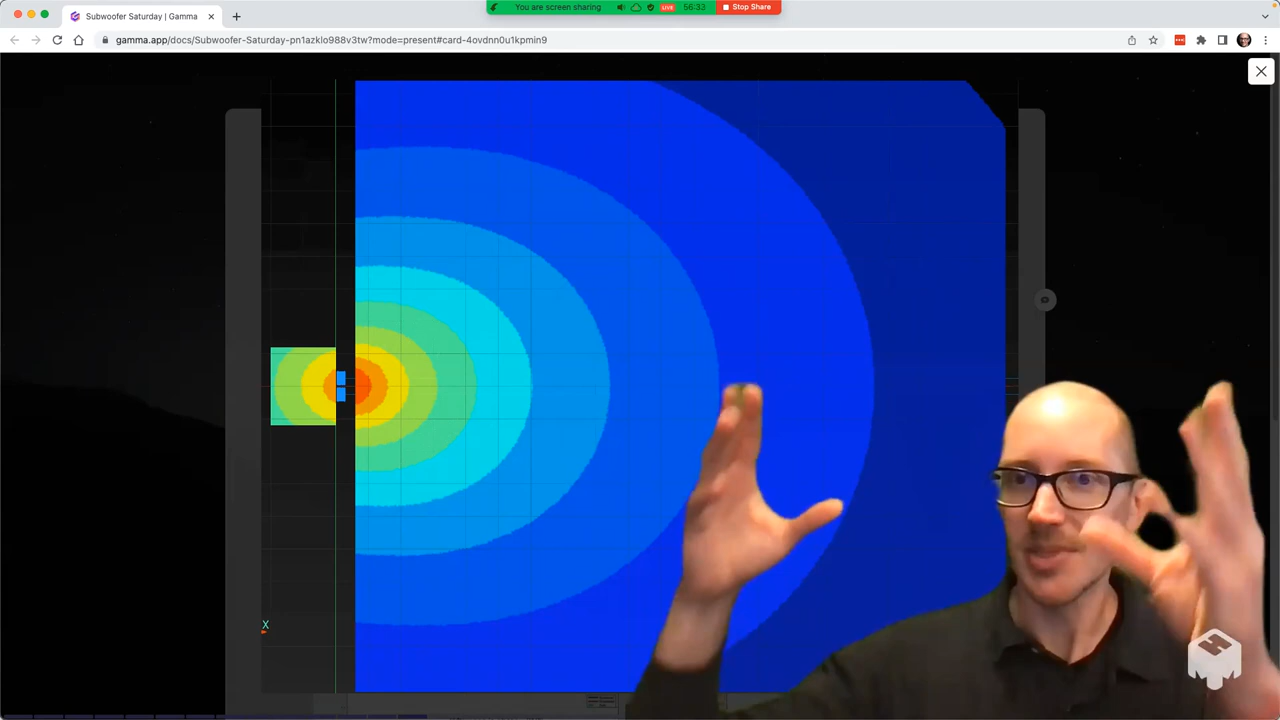 Subwoofer Saturday | Gamma
You are screen sharing
LIVE
56:33
Stop Share
gamma.app/docs/Subwoofer-Saturday-pn1azklo988v3tw?mode=present#card-4ovdnn0u1kpmin9
X